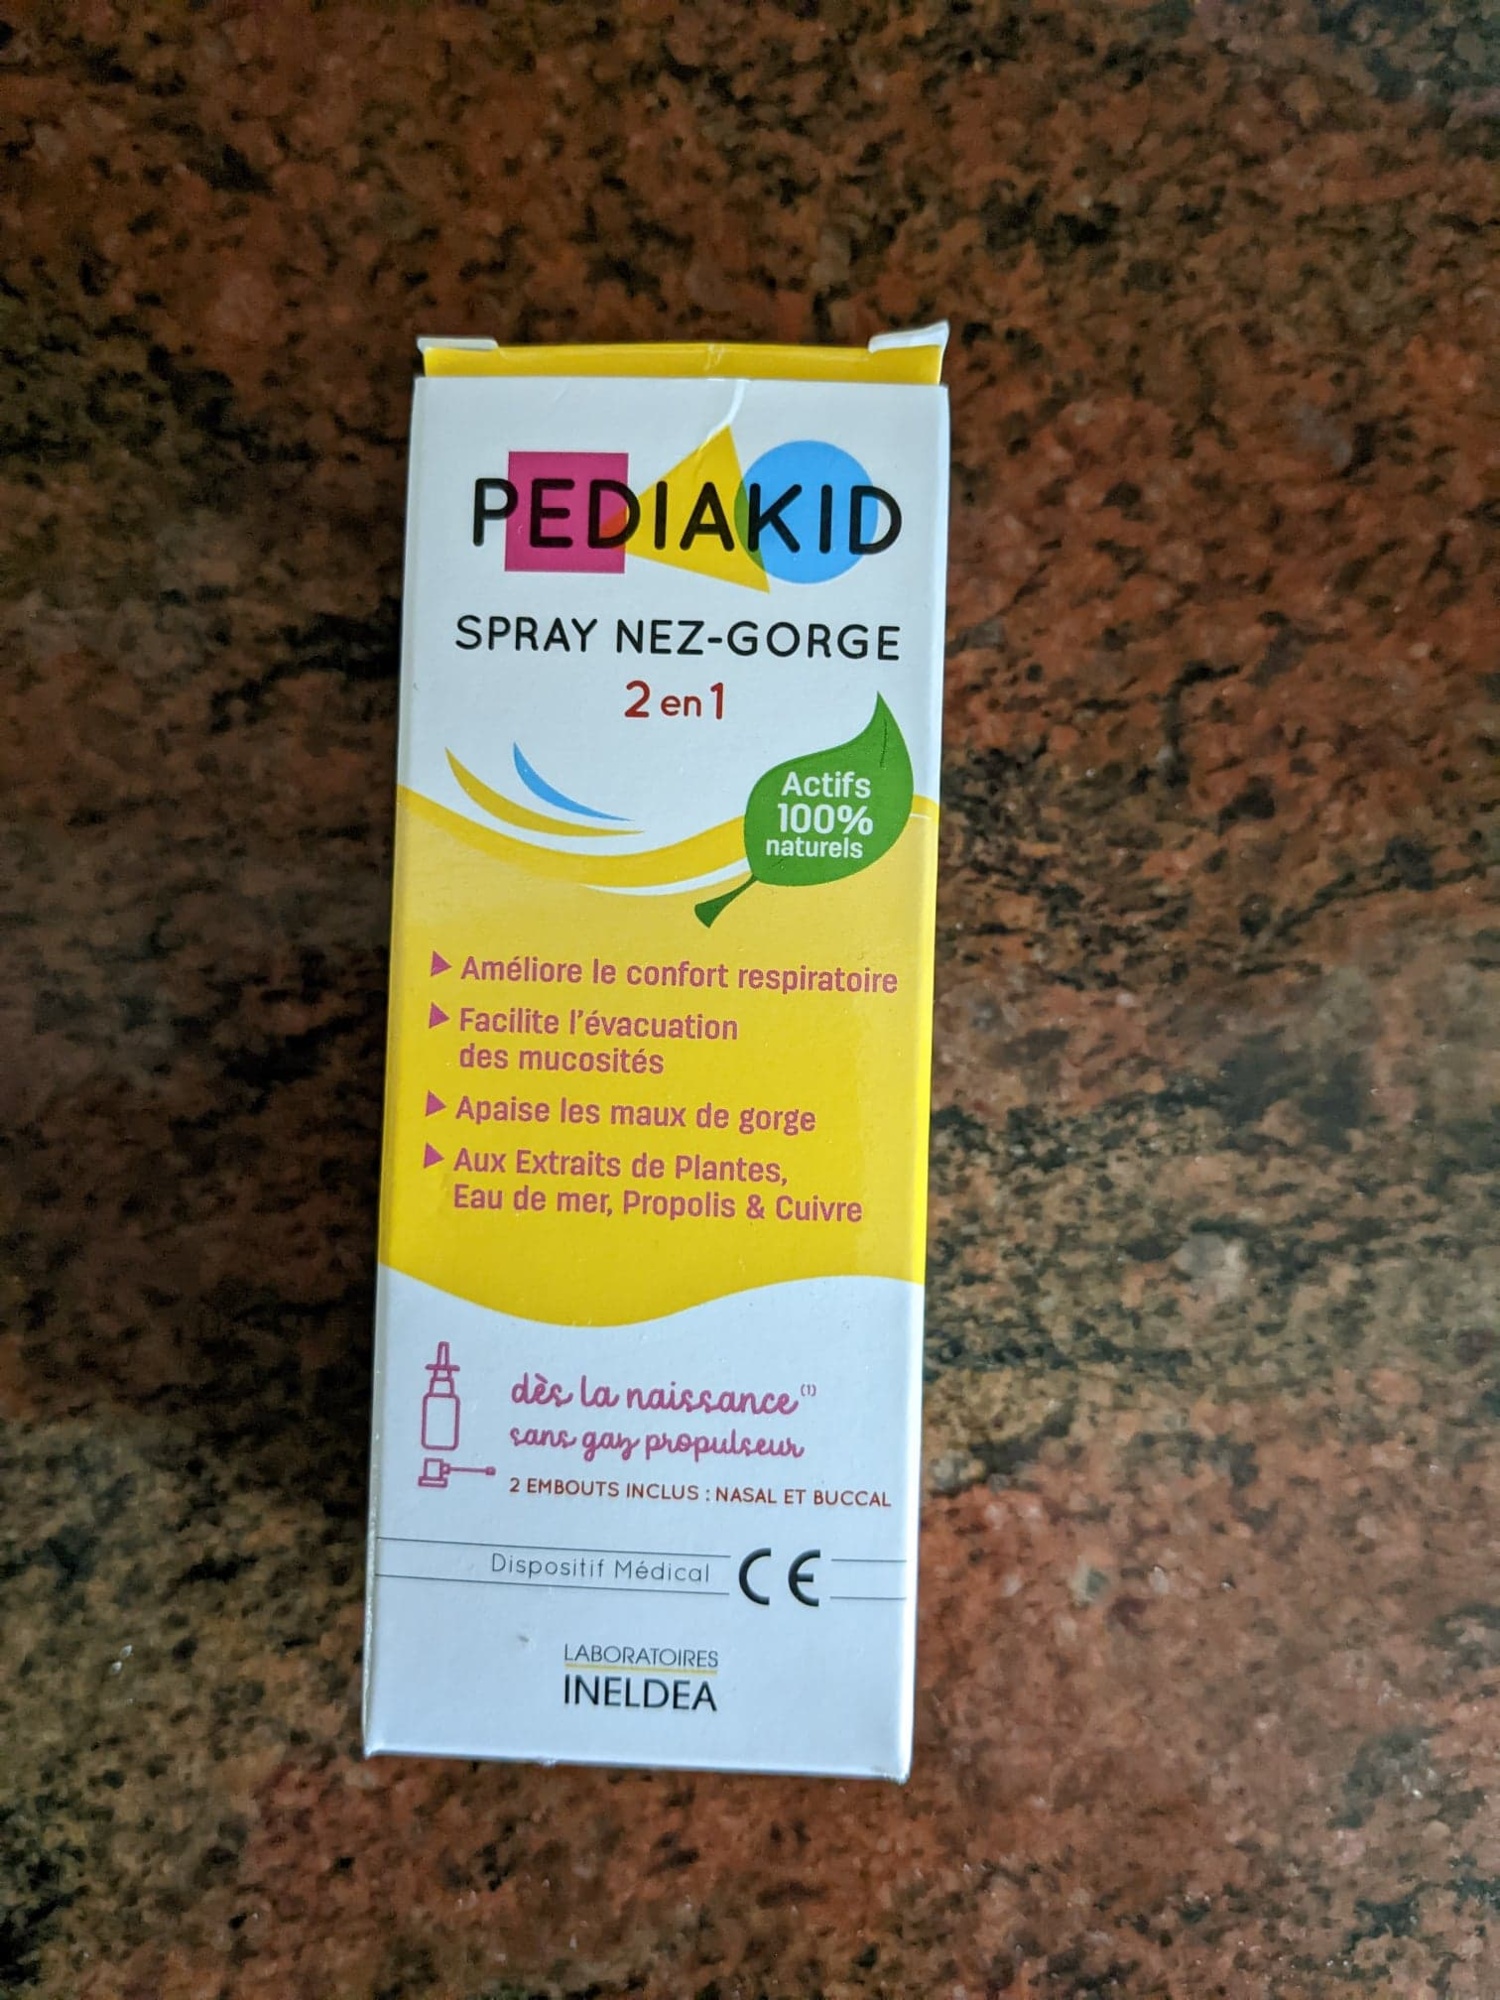 PEDIAKID
SPRAY NEZ-GORGE
2 en 1
Actifs
100%
naturels
Améliore le confort respiratoire
Facilite l'évacuation
des mucosités
Apaise les maux de gorge
Aux Extraits de Plantes,
Eau de mer, Propolis & Cuivre
dès la naissance (1)
sans gaz propulseur
2 EMBOUTS INCLUS : NASAL ET BUCCAL
Dispositif Médical CE
LABORATOIRES
INELDEA